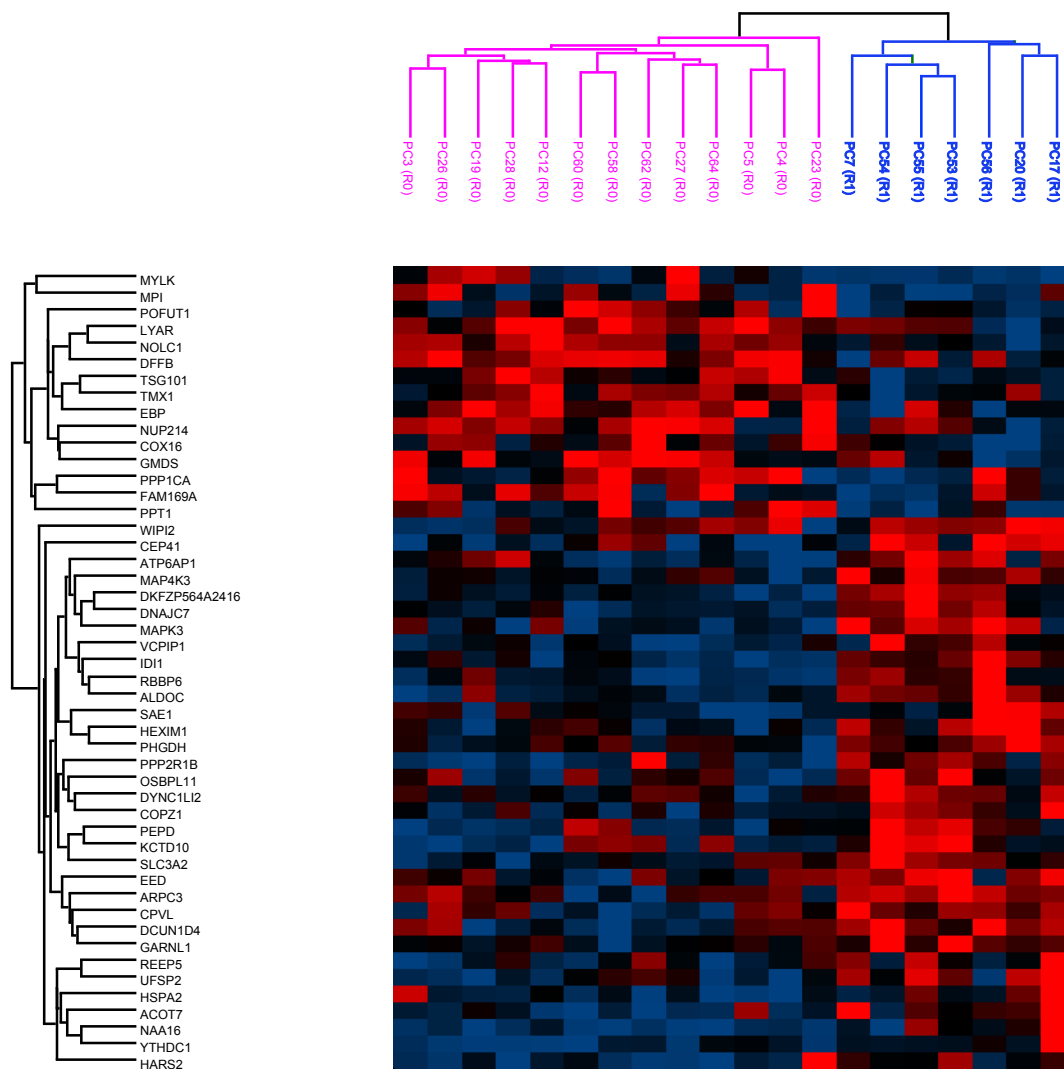 PC3 (R0)
PC26 (R0)
PC19 (R0)
PC28 (R0)
PC12 (R0)
PC60 (R0)
PC58 (R0)
PC62 (R0)
PC27 (R0)
PC64 (R0)
PC5 (R0)
PC4 (R0)
PC23 (R0)
PC7 (R1)
PC54 (R1)
PC55 (R1)
PC53 (R1)
PC56 (R1)
PC20 (R1)
PC17 (R1)
MYLK
MPI
POFUT1
LYAR
NOLC1
DFFB
TSG101
TMX1
EBP
NUP214
COX16
GMDS
PPP1CA
FAM169A
PPT1
WIPI2
CEP41
ATP6AP1
MAP4K3
DKFZP564A2416
DNAJC7
MAPK3
VCPIP1
IDI1
RBBP6
ALDOC
SAE1
HEXIM1
PHGDH
PPP2R1B
OSBPL11
DYNC1LI2
COPZ1
PEPD
KCTD10
SLC3A2
EED
ARPC3
CPVL
DCUN1D4
GARNL1
REEP5
UFSP2
HSPA2
ACOT7
NAA16
YTHDC1
HARS2